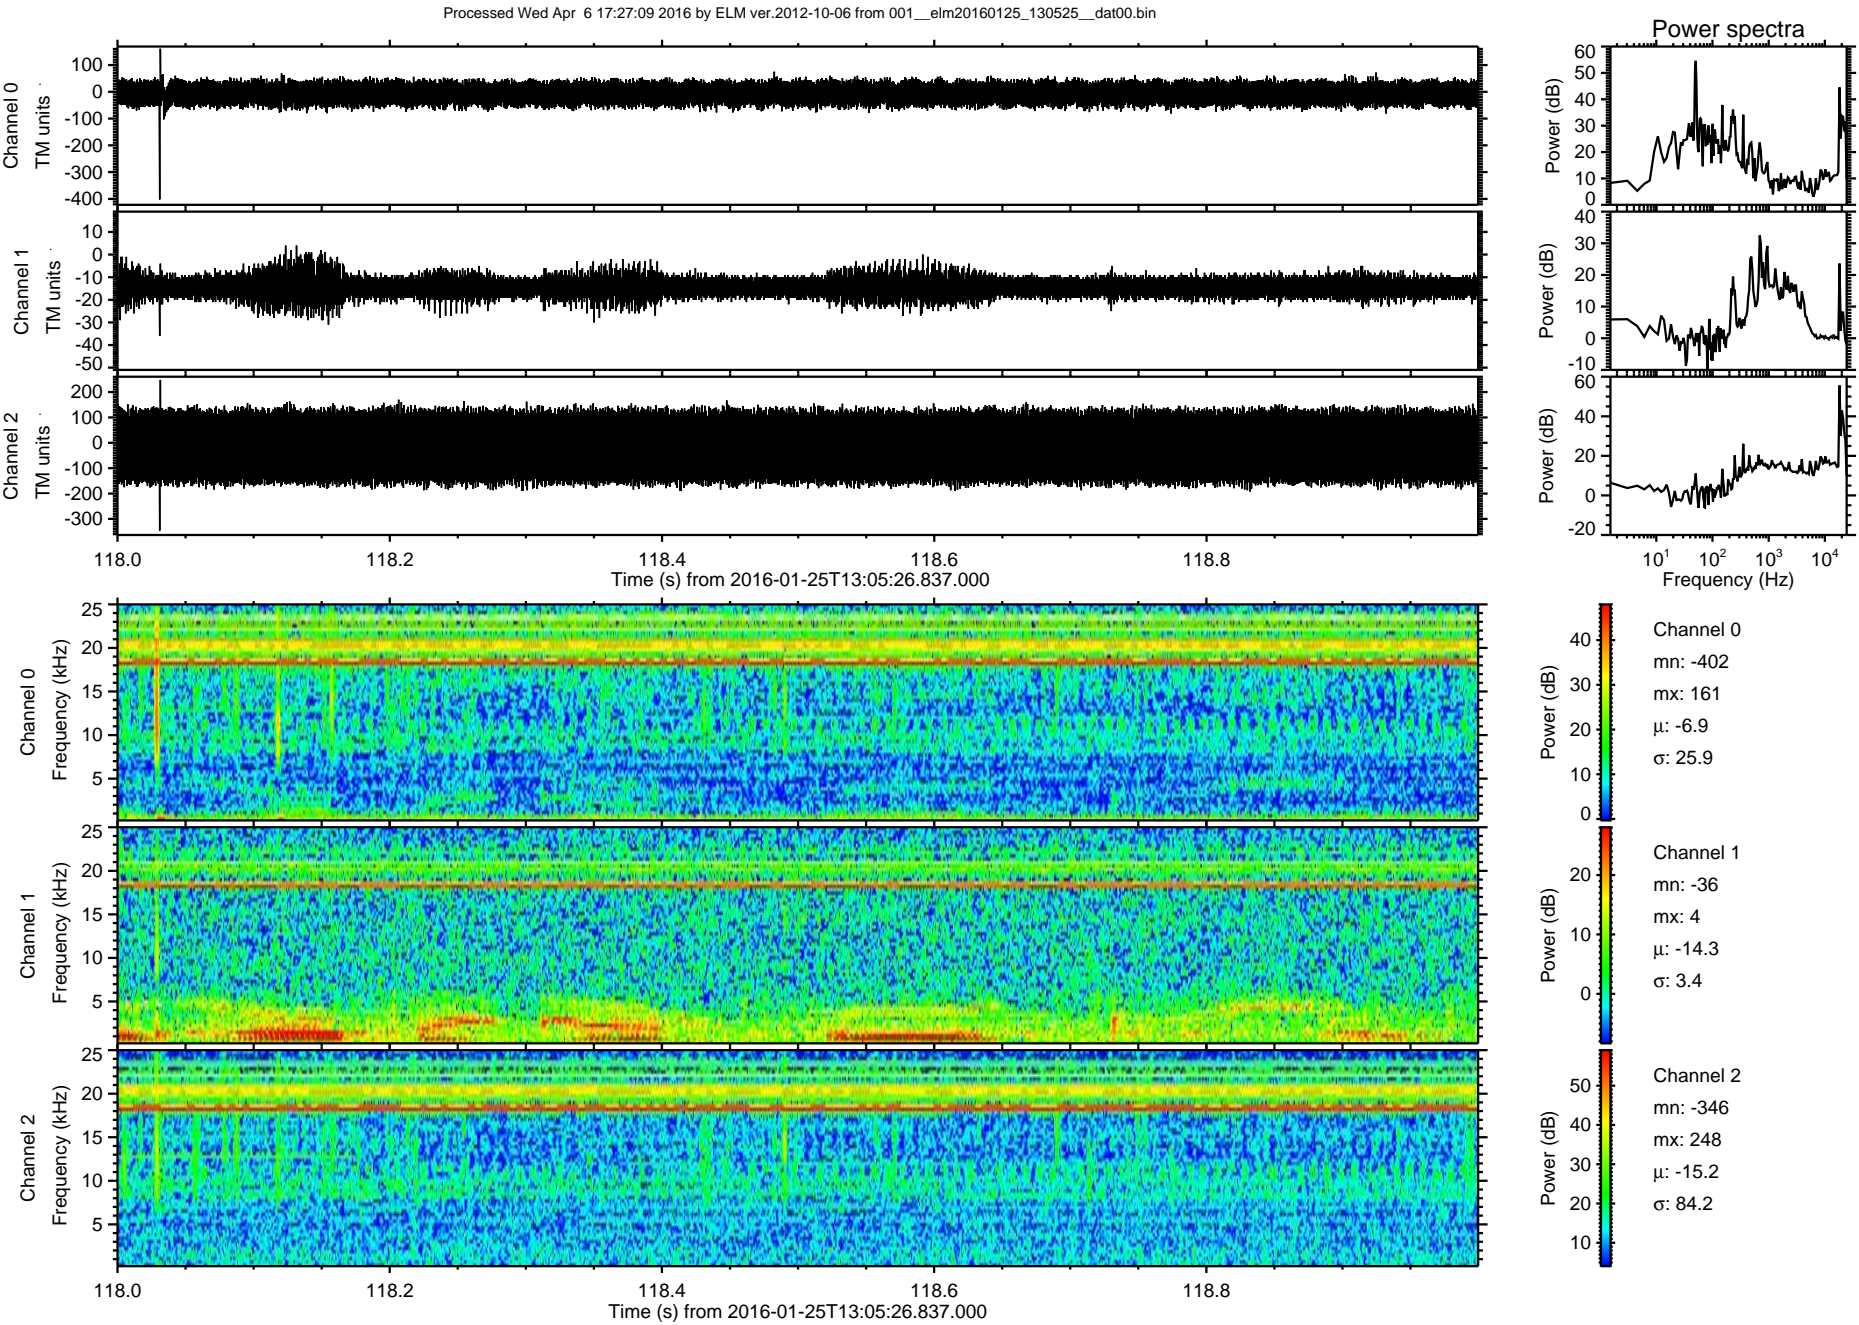 Processed Wed Apr  6 17:27:09 2016 by ELM ver.2012-10-06 from 001__elm20160125_130525__dat00.bin
Power spectra
Channel 0
TM units
100
0
-100
-200
-300
-400
Power (dB)
60
50
40
30
20
10
0
Channel 1
TM units
10
0
-10
-20
-30
-40
-50
Power (dB)
40
30
20
10
0
-10
Channel 2
TM units
200
100
0
-100
-200
-300
Power (dB)
60
40
20
0
-20
118.0 118.2 118.4 118.6 118.8
Time (s) from 2016-01-25T13:05:26.837.000
10^1 10^2 10^3 10^4
Frequency (Hz)
Channel 0
Frequency (kHz)
25
20
15
10
5
Power (dB)
40
30
20
10
0
Channel 0
mn: -402
mx: 161
μ: -6.9
σ: 25.9
Channel 1
Frequency (kHz)
25
20
15
10
5
Power (dB)
20
10
0
Channel 1
mn: -36
mx: 4
μ: -14.3
σ: 3.4
Channel 2
Frequency (kHz)
25
20
15
10
5
Power (dB)
50
40
30
20
10
Channel 2
mn: -346
mx: 248
μ: -15.2
σ: 84.2
118.0 118.2 118.4 118.6 118.8
Time (s) from 2016-01-25T13:05:26.837.000